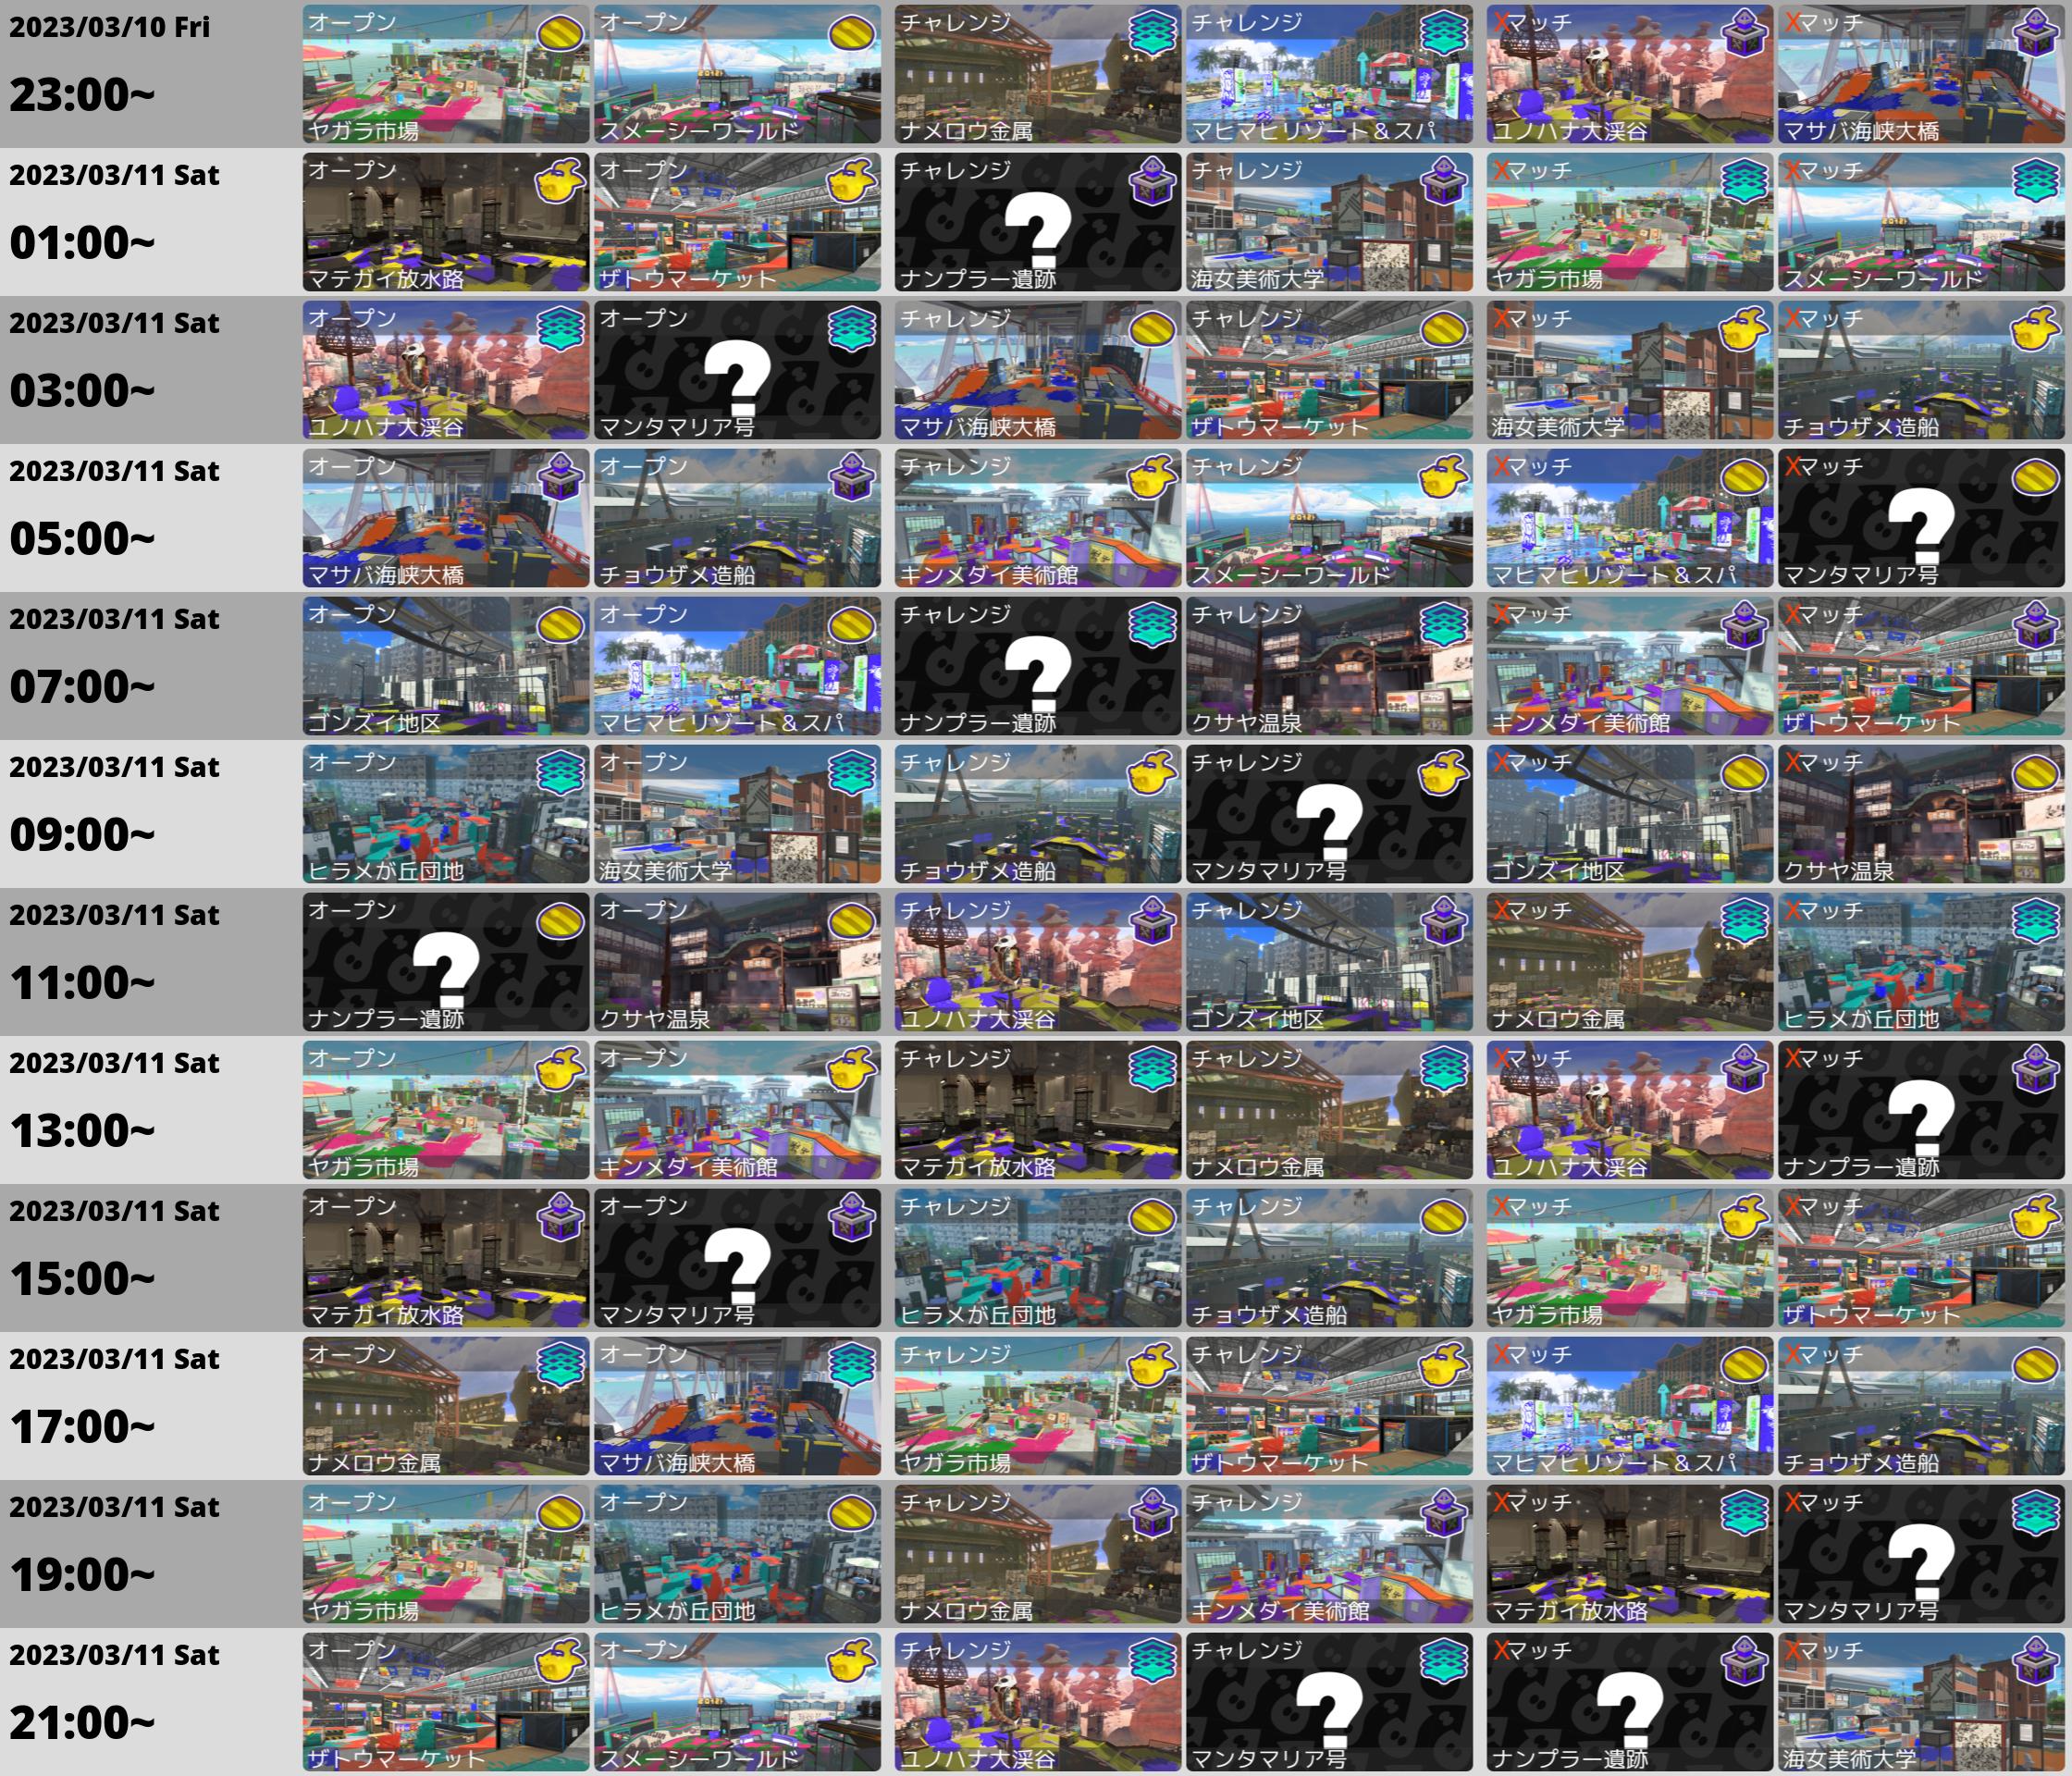 2023/03/10 Fri
23:00~
オープン
ヤガラ市場
オープン
スメーシーワールド
チャレンジ
ナメロウ金属
チャレンジ
マヒマヒリゾート＆スパ
Xマッチ
ユノハナ大渓谷
Xマッチ
マサバ海峡大橋
2023/03/11 Sat
01:00~
オープン
マテガイ放水路
オープン
ザトウマーケット
チャレンジ
ナンプラー遺跡
チャレンジ
海女美術大学
Xマッチ
ヤガラ市場
Xマッチ
スメーシーワールド
2023/03/11 Sat
03:00~
オープン
ユノハナ大渓谷
オープン
マンタマリア号
チャレンジ
マサバ海峡大橋
チャレンジ
ザトウマーケット
Xマッチ
海女美術大学
Xマッチ
チョウザメ造船
2023/03/11 Sat
05:00~
オープン
マサバ海峡大橋
オープン
チョウザメ造船
チャレンジ
キンメダイ美術館
チャレンジ
スメーシーワールド
Xマッチ
マヒマヒリゾート＆スパ
Xマッチ
マンタマリア号
2023/03/11 Sat
07:00~
オープン
ゴンズイ地区
オープン
マヒマヒリゾート＆スパ
チャレンジ
ナンプラー遺跡
チャレンジ
クサヤ温泉
Xマッチ
キンメダイ美術館
Xマッチ
ザトウマーケット
2023/03/11 Sat
09:00~
オープン
ヒラメが丘団地
オープン
海女美術大学
チャレンジ
チョウザメ造船
チャレンジ
マンタマリア号
Xマッチ
ゴンズイ地区
Xマッチ
クサヤ温泉
2023/03/11 Sat
11:00~
オープン
ナンプラー遺跡
オープン
クサヤ温泉
チャレンジ
ユノハナ大渓谷
チャレンジ
ゴンズイ地区
Xマッチ
ナメロウ金属
Xマッチ
ヒラメが丘団地
2023/03/11 Sat
13:00~
オープン
ヤガラ市場
オープン
キンメダイ美術館
チャレンジ
マテガイ放水路
チャレンジ
ナメロウ金属
Xマッチ
ユノハナ大渓谷
Xマッチ
ナンプラー遺跡
2023/03/11 Sat
15:00~
オープン
マテガイ放水路
オープン
マンタマリア号
チャレンジ
ヒラメが丘団地
チャレンジ
チョウザメ造船
Xマッチ
ヤガラ市場
Xマッチ
ザトウマーケット
2023/03/11 Sat
17:00~
オープン
ナメロウ金属
オープン
マサバ海峡大橋
チャレンジ
ヤガラ市場
チャレンジ
ザトウマーケット
Xマッチ
マヒマヒリゾート＆スパ
Xマッチ
チョウザメ造船
2023/03/11 Sat
19:00~
オープン
ヤガラ市場
オープン
ヒラメが丘団地
チャレンジ
ナメロウ金属
チャレンジ
キンメダイ美術館
Xマッチ
マテガイ放水路
Xマッチ
マンタマリア号
2023/03/11 Sat
21:00~
オープン
ザトウマーケット
オープン
スメーシーワールド
チャレンジ
ユノハナ大渓谷
チャレンジ
マンタマリア号
Xマッチ
ナンプラー遺跡
Xマッチ
海女美術大学